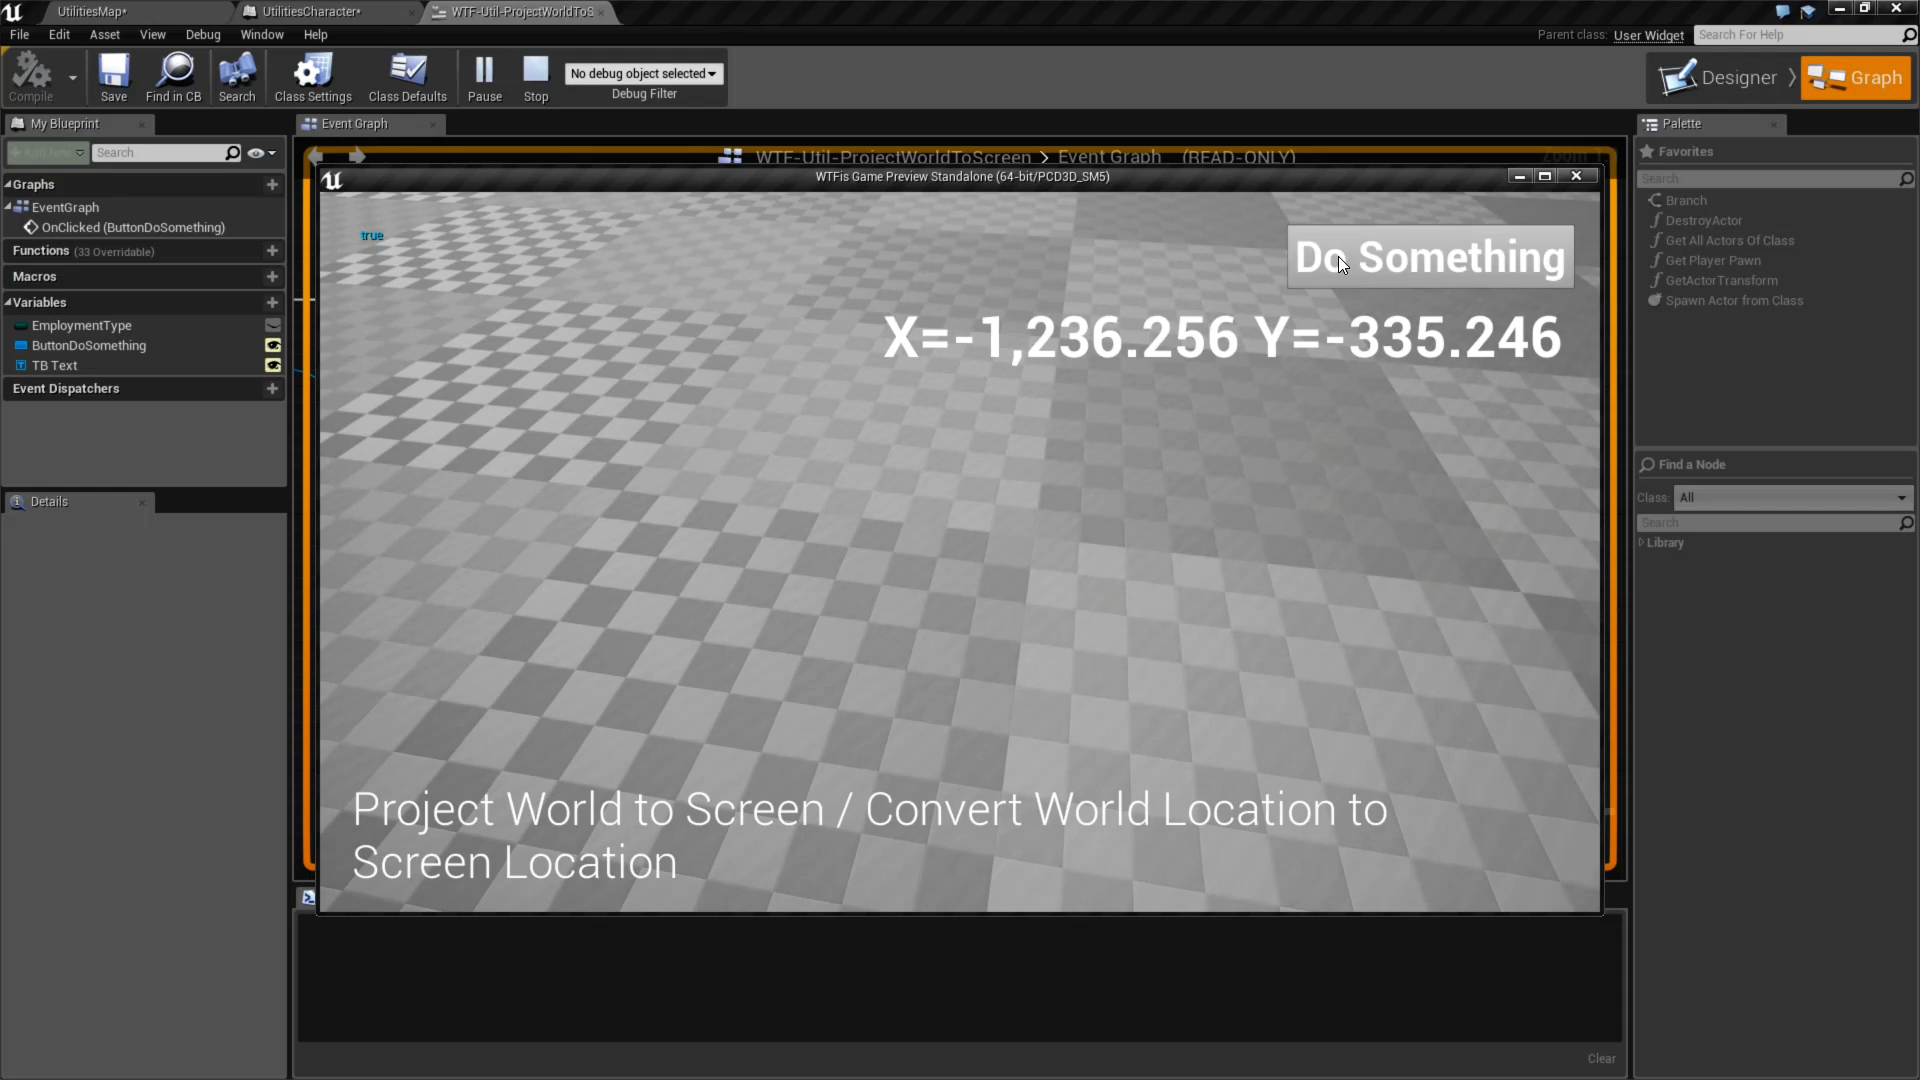 UtilitiesMap*
UtilitiesCharacter*
WTF-Util-ProjectWorldToS
File Edit Asset View Debug Window Help
Parent class: User Widget
Search For Help
Compile
Save
Find in CB
Search
Class Settings
Class Defaults
Pause
Stop
No debug object selected
Debug Filter
Designer
Graph
My Blueprint
Search
Graphs
EventGraph
OnClicked (ButtonDoSomething)
Functions (33 Overridable)
Macros
Variables
EmploymentType
ButtonDoSomething
TB Text
Event Dispatchers
Details
Event Graph
WTF-Util-ProjectWorldToScreen > Event Graph (READ-ONLY)
WTFis Game Preview Standalone (64-bit/PCD3D_SM5)
true
Do Something
X=-1,236.256 Y=-335.246
Project World to Screen / Convert World Location to
Screen Location
Clear
Palette
Favorites
Search
Branch
DestroyActor
Get All Actors Of Class
Get Player Pawn
GetActorTransform
Spawn Actor from Class
Find a Node
Class: All
Search
Library